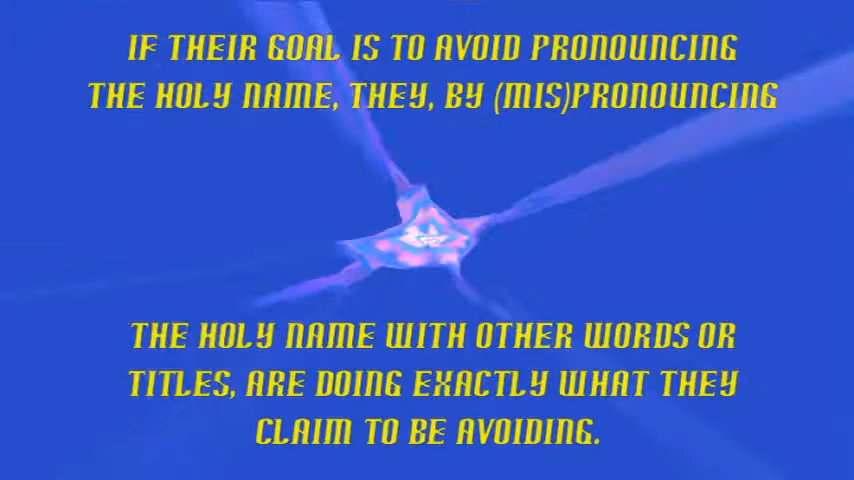 IF THEIR GOAL IS TO AVOID PRONOUNCING
THE HOLY NAME, THEY, BY (MIS)PRONOUNCING
THE HOLY NAME WITH OTHER WORDS OR
TITLES, ARE DOING EXACTLY WHAT THEY
CLAIM TO BE AVOIDING.